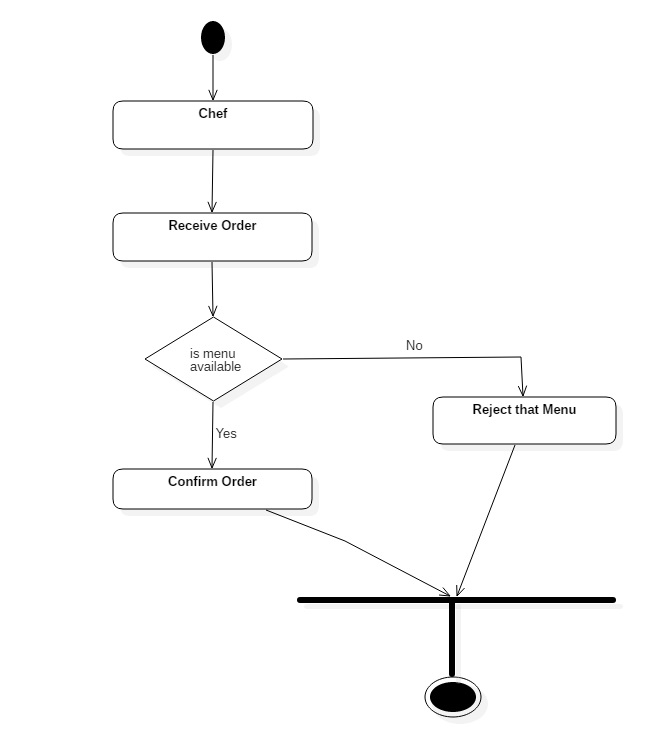 Chef
Receive Order
is menu
available
No
Reject that Menu
Yes
Confirm Order